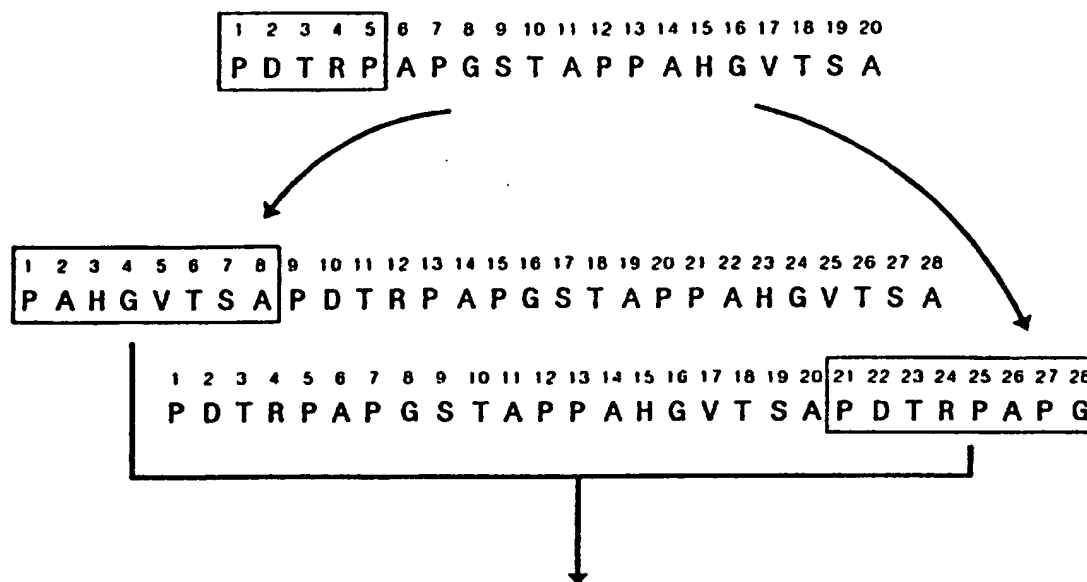 1 2 3 4 5 6 7 8 9 10 11 12 13 14 15 16 17 18 19 20
P D T R P A P G S T A P P A H G V T S A
1 2 3 4 5 6 7 8 9 10 11 12 13 14 15 16 17 18 19 20 21 22 23 24 25 26 27 28
P A H G V T S A P D T R P A P G S T A P P A H G V T S A
1 2 3 4 5 6 7 8 9 10 11 12 13 14 15 16 17 18 19 20 21 22 23 24 25 26 27 28
P D T R P A P G S T A P P A H G V T S A P D T R P A P G